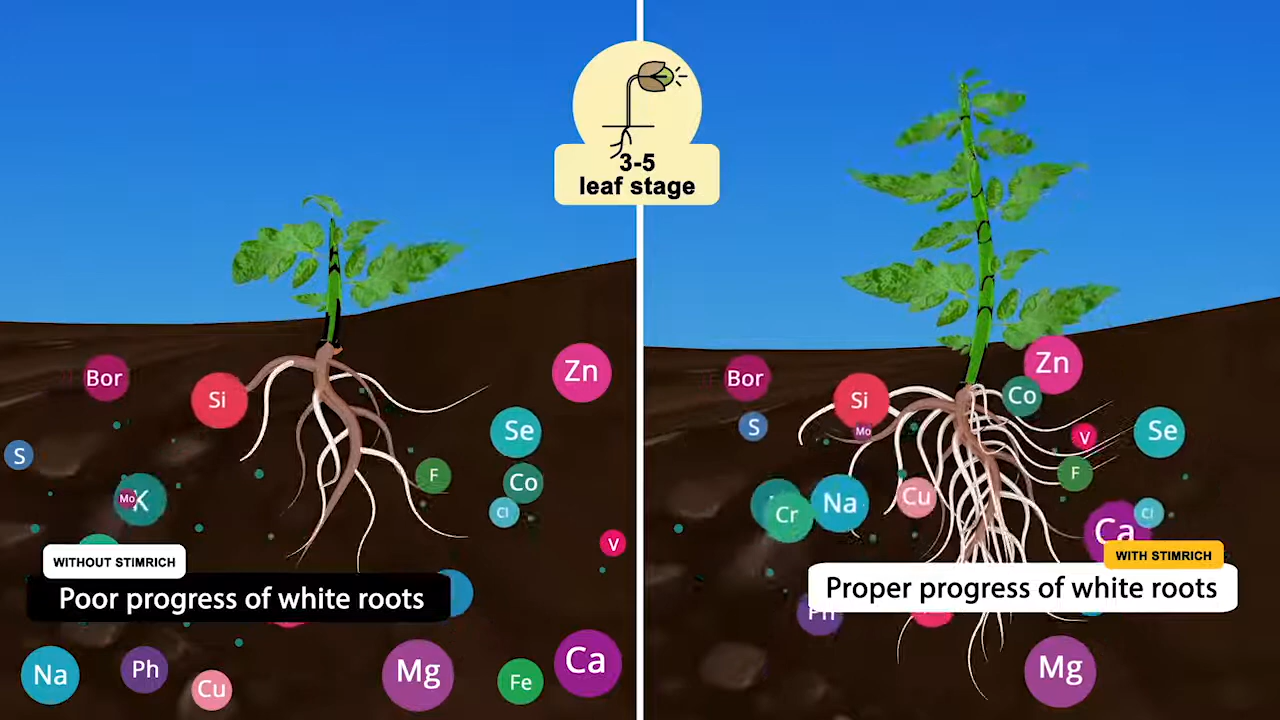 3-5
leaf stage
Bor
Si
Zn
S
Se
F
Co
Mo
K
Cl
V
WITHOUT STIMRICH
Poor progress of white roots
Na
Ph
Cu
Mg
Fe
Ca
Bor
Si
Zn
Co
S
Mo
V
Se
F
Cr
Na
Cu
Ca
Cl
WITH STIMRICH
Proper progress of white roots
Ph
Mg